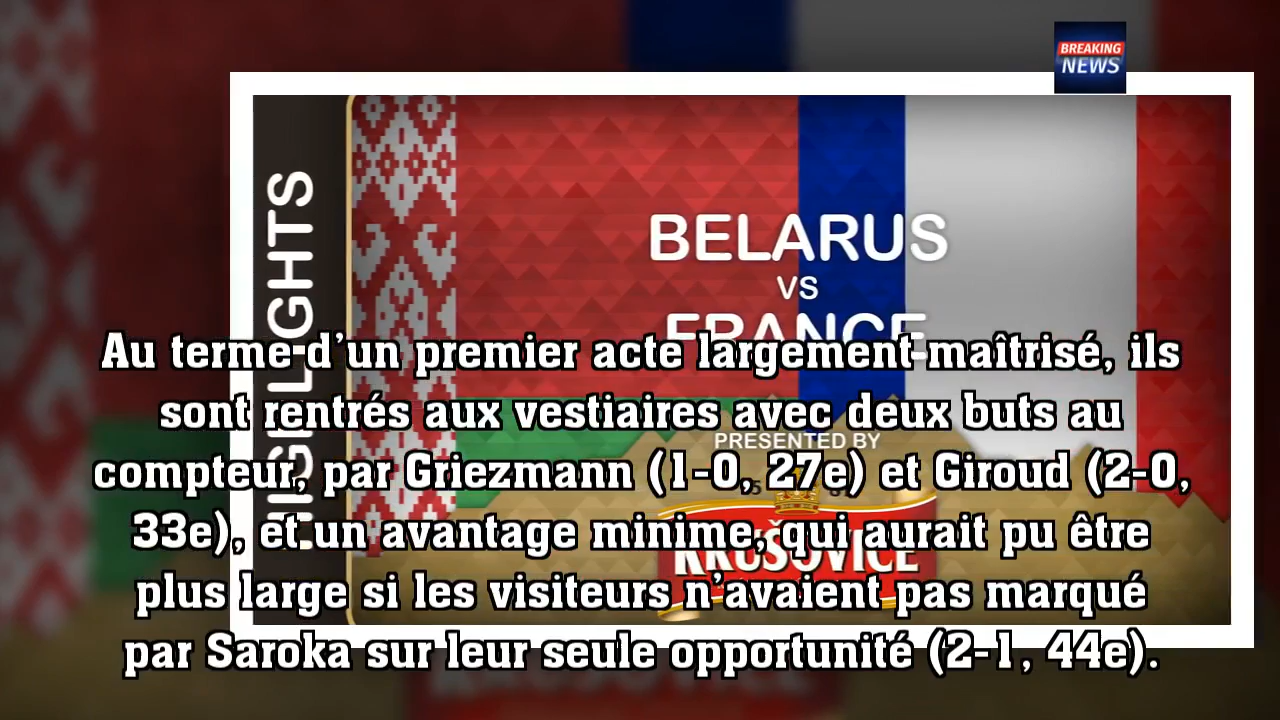 BREAKING
NEWS
HIGHLIGHTS
BELARUS
VS
FRANCE
PRESENTED BY
KRUŠOVICE
Au terme d'un premier acte largement maîtrisé, ils
sont rentrés aux vestiaires avec deux buts au
compteur, par Griezmann (1-0, 27e) et Giroud (2-0,
33e), et un avantage minime, qui aurait pu être
plus large si les visiteurs n'avaient pas marqué
par Saroka sur leur seule opportunité (2-1, 44e).